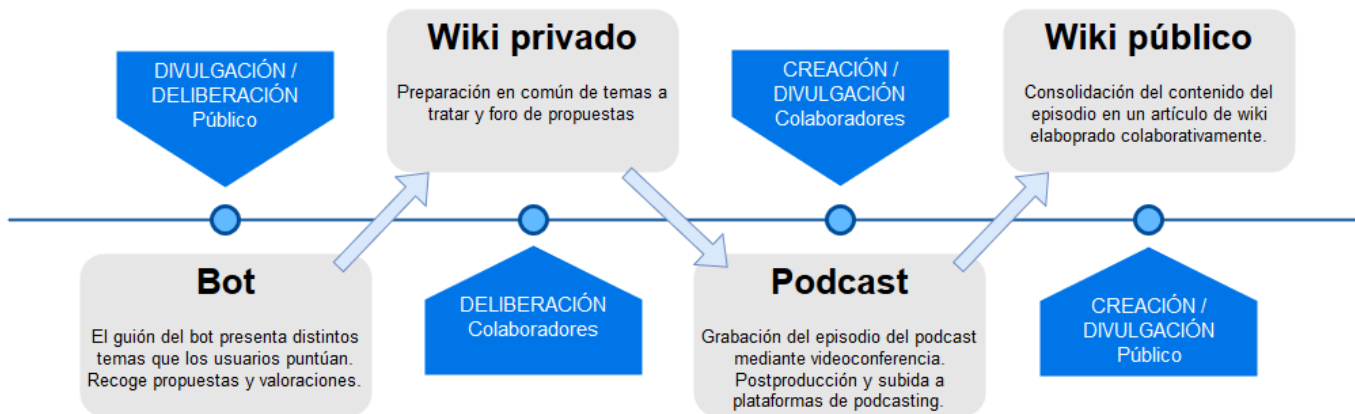 DIVULGACIÓN /
DELIBERACIÓN
Público
Bot
El guión del bot presenta distintos
temas que los usuarios puntúan.
Recoge propuestas y valoraciones.
Wiki privado
Preparación en común de temas a
tratar y foro de propuestas
DELIBERACIÓN
Colaboradores
CREACIÓN /
DIVULGACIÓN
Colaboradores
Podcast
Grabación del episodio del podcast
mediante videoconferencia.
Postproducción y subida a
plataformas de podcasting.
Wiki público
Consolidación del contenido del
episodio en un artículo de wiki
elaboprado colaborativamente.
CREACIÓN /
DIVULGACIÓN
Público